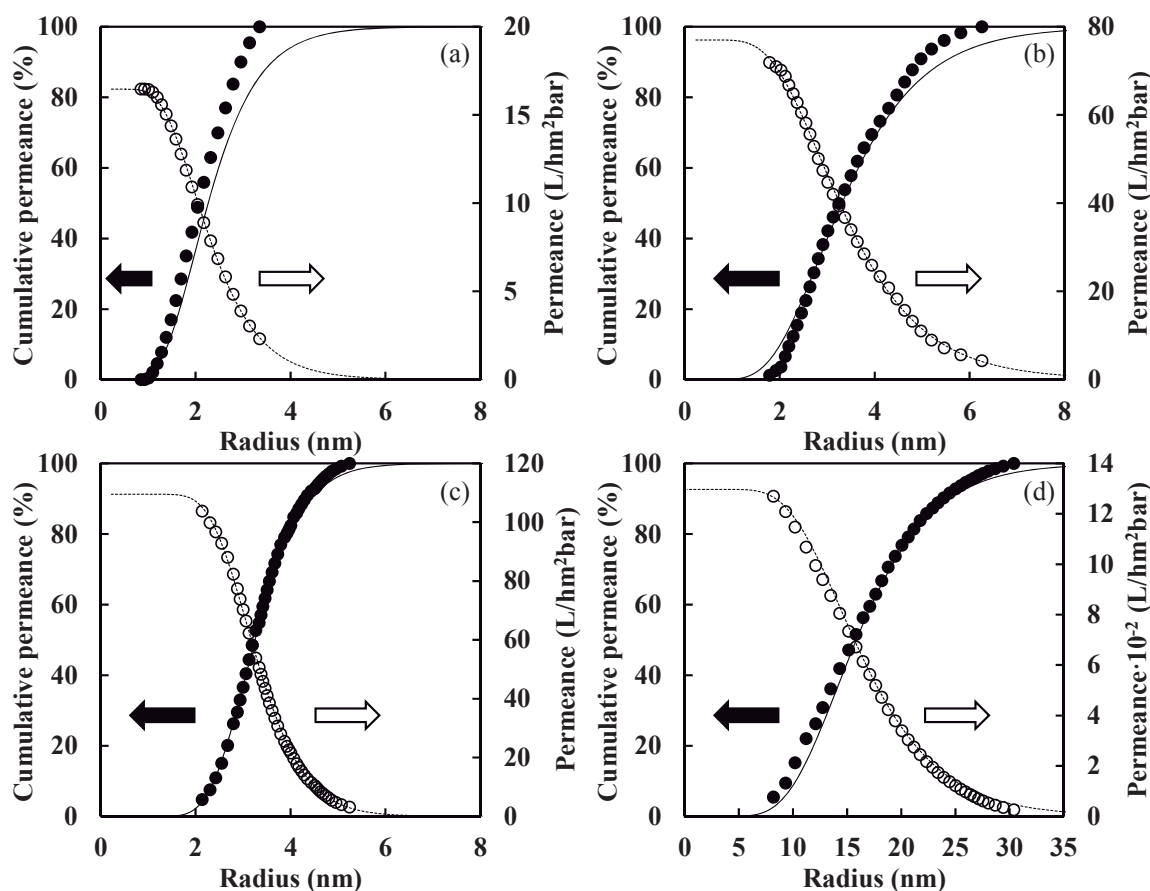 (a)
Cumulative permeance (%)
100
80
60
40
20
0
0 2 4 6 8
Radius (nm)
20
15
10
5
0
Permeance (L/hm²bar)
(b)
Cumulative permeance (%)
100
80
60
40
20
0
0 2 4 6 8
Radius (nm)
80
60
40
20
0
Permeance (L/hm²bar)
(c)
Cumulative permeance (%)
100
80
60
40
20
0
0 2 4 6 8
Radius (nm)
120
100
80
60
40
20
0
Permeance (L/hm²bar)
(d)
Cumulative permeance (%)
100
80
60
40
20
0
0 5 10 15 20 25 30 35
Radius (nm)
14
12
10
8
6
4
2
0
Permeance·10⁻² (L/hm²bar)